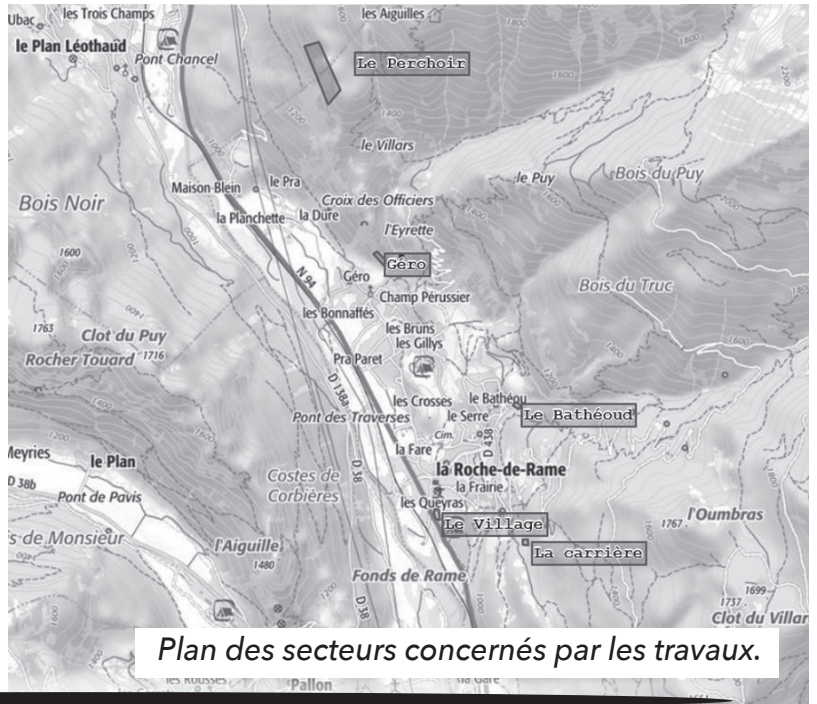 Ubac
les Trois Champs
les Aiguilles
le Plan Léothaud
Pont Chancel
Le Perchoir
le Villars
Maison Blein
le Pra
le Puy
Bois du Puy
Bois Noir
la Planchette
la Dure
Croix des Officiers
l'Eyrette
N 94
Géro
Géro
Champ Pérussier
Bois du Truc
les Bonnaffés
1600
1763
Clot du Puy
les Bruns
les Gillys
Rocher Touard
1716
Pra Paret
D 138a
les Crosses
le Bathéou
Le Bathéoud
Pont des Traverses
le Serre
Cim.
D 438
la Fare
Meyries
le Plan
D 38b
Pont de Pavis
Costes de
Corbières
D 38
la Roche-de-Rame
la Frairie
les Queyras
Le Village
1767
l'Oumbras
La carrière
is de Monsieur
l'Aiguille
1480
Fonds de Rame
D 38
1699
1737
Clot du Villar
Plan des secteurs concernés par les travaux.
les Rousses
Pallon
la Gare